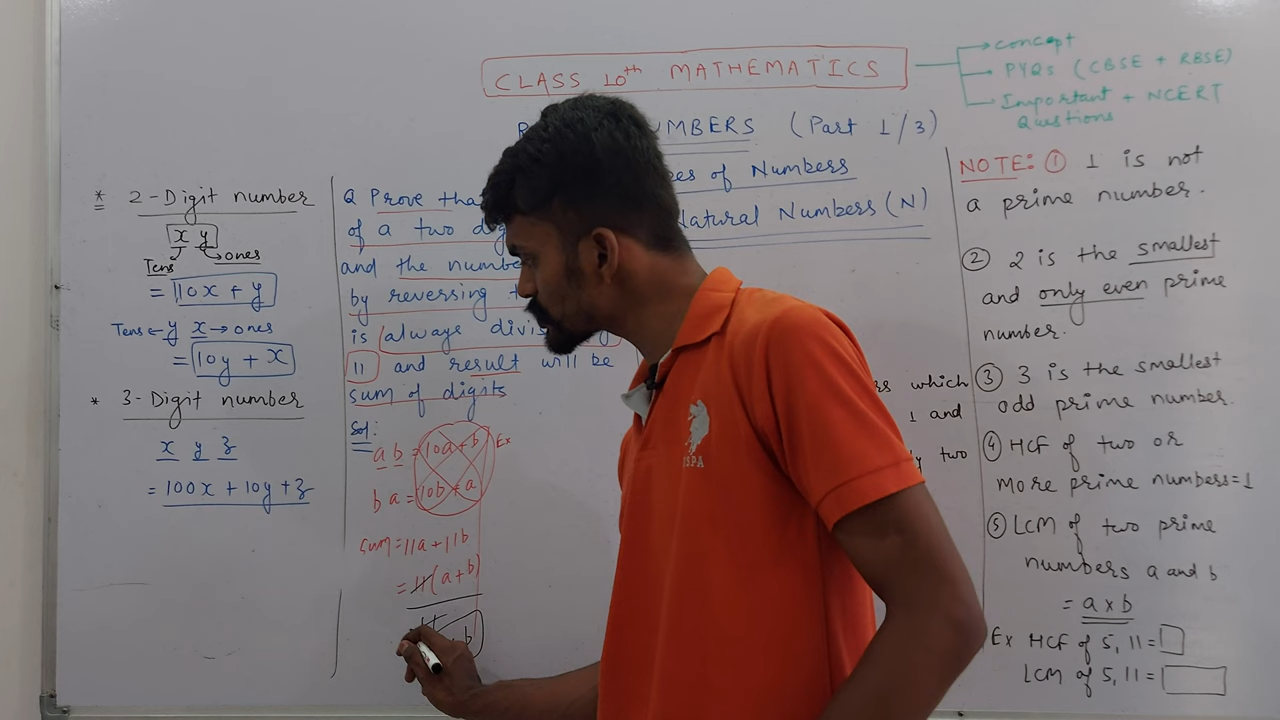 CLASS 10th MATHEMATICS
concept
PYQs (CBSE + RBSE)
Important + NCERT
Qustions
NUMBERS (Part 1/3)
of Numbers
Natural Numbers (N)
* 2-Digit number
x y
Tens ones
= 10x + y
Tens ← y x → ones
= 10y + x
* 3-Digit number
x y z
= 100x + 10y + z
Q Prove
of a two
and the
by reversing
is always
11 and result will be
sum of digits
Sol:
a b = 10a + b Ex
b a = 10b + a
sum = 11a + 11b
= 11(a + b)
11
b
which
1 and
two
NOTE: ① 1 is not
a prime number.
② 2 is the smallest
and only even prime
number.
③ 3 is the smallest
odd prime number.
④ HCF of two or
more prime numbers = 1
⑤ LCM of two prime
numbers a and b
= a x b
Ex HCF of 5, 11 =
LCM of 5, 11 =
USPA